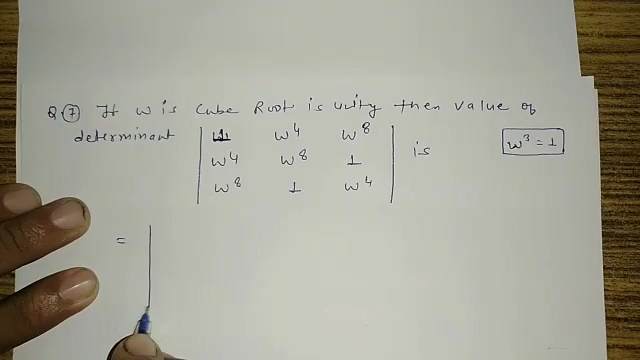 Q.7 If w is Cube Root is unity then value of
determinant | 1 w⁴ w⁸ |
| w⁴ w⁸ 1 | is
| w⁸ 1 w⁴ |
w³ = 1
= |